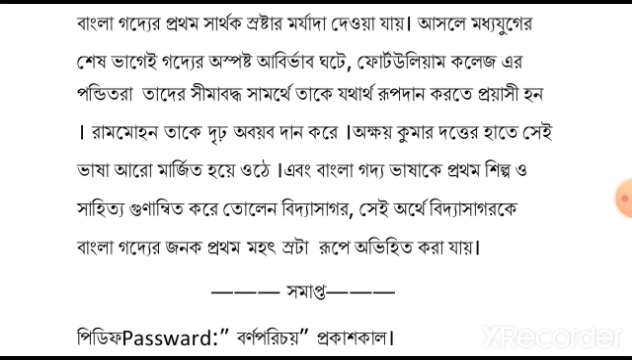 বাংলা গদ্যের প্রথম সার্থক স্রষ্টার মর্যাদা দেওয়া যায়। আসলে মধ্যযুগের
শেষ ভাগেই গদ্যের অস্পষ্ট আবির্ভাব ঘটে, ফোর্টউলিয়াম কলেজ এর
পন্ডিতরা তাদের সীমাবদ্ধ সামর্থে তাকে যথার্থ রূপদান করতে প্রয়াসী হন
। রামমোহন তাকে দৃঢ় অবয়ব দান করে ।অক্ষয় কুমার দত্তের হাতে সেই
ভাষা আরো মার্জিত হয়ে ওঠে ।এবং বাংলা গদ্য ভাষাকে প্রথম শিল্প ও
সাহিত্য গুণান্বিত করে তোলেন বিদ্যাসাগর, সেই অর্থে বিদ্যাসাগরকে
বাংলা গদ্যের জনক প্রথম মহৎ স্রটা রূপে অভিহিত করা যায়।
——— সমাপ্ত———
পিডিফPassward:” বর্ণপরিচয়” প্রকাশকাল।
XRecorder